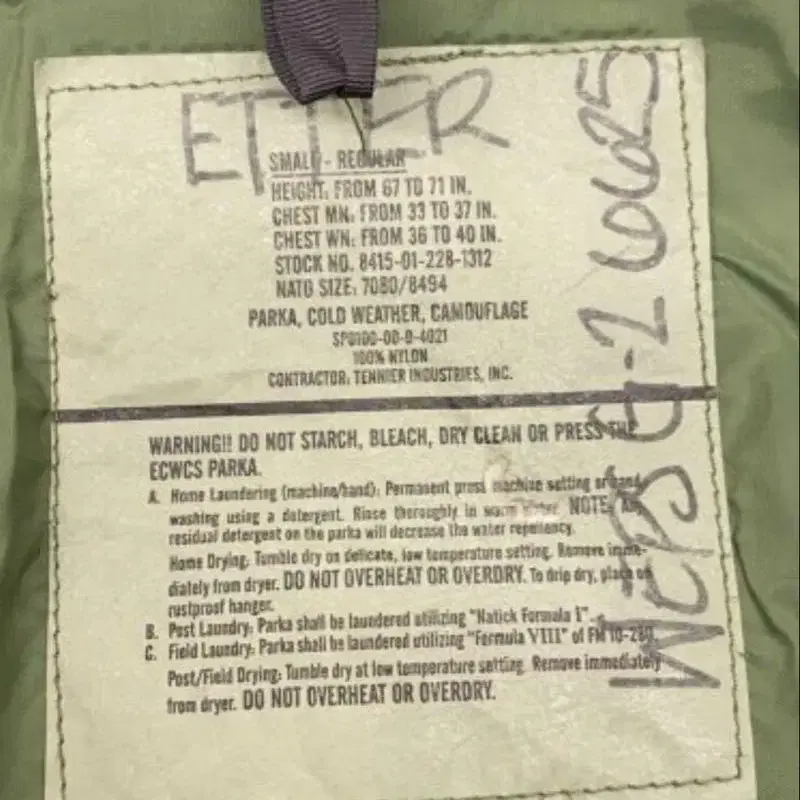 ETTER
SMALL - REGULAR
HEIGHT: FROM 67 TO 71 IN.
CHEST MN: FROM 33 TO 37 IN.
CHEST WN: FROM 36 TO 40 IN.
STOCK NO. 8415-01-228-1312
NATO SIZE: 7080/8494
PARKA, COLD WEATHER, CAMOUFLAGE
SP0100-00-D-4021
100% NYLON
CONTRACTOR: TENNIER INDUSTRIES, INC.
WARNING!! DO NOT STARCH, BLEACH, DRY CLEAN OR PRESS THE
ECWCS PARKA.
A. Home Laundering (machine/hand): Permanent press machine setting or hand
washing using a detergent. Rinse thoroughly in warm water. NOTE: Any
residual detergent on the parka will decrease the water repellency.
Home Drying: Tumble dry on delicate, low temperature setting. Remove imme-
diately from dryer. DO NOT OVERHEAT OR OVERDRY. To drip dry, place on
rustproof hanger.
B. Post Laundry: Parka shall be laundered utilizing "Natick Formula 1".
C. Field Laundry: Parka shall be laundered utilizing "Formula VIII" of FM 10-280.
Post/Field Drying: Tumble dry at low temperature setting. Remove immediately
from dryer. DO NOT OVERHEAT OR OVERDRY.